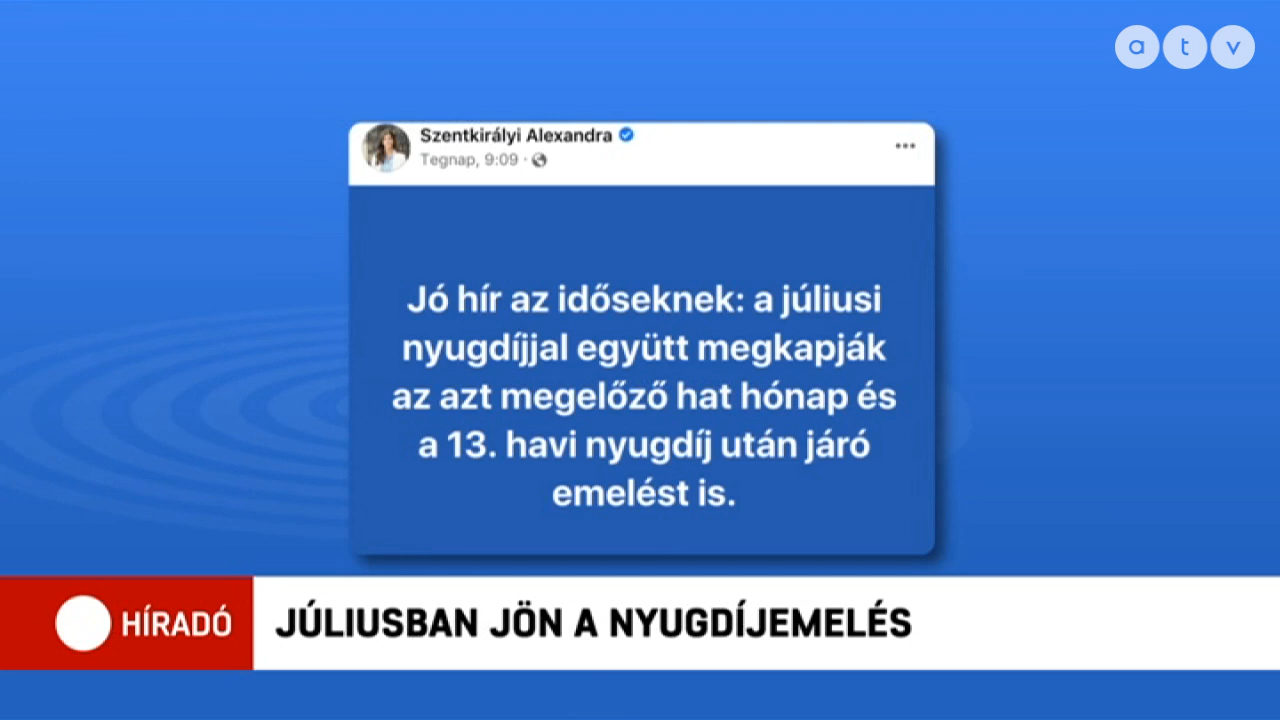 a t v
Szentkirályi Alexandra
Tegnap, 9:09 ·
Jó hír az időseknek: a júliusi
nyugdíjjal együtt megkapják
az azt megelőző hat hónap és
a 13. havi nyugdíj után járó
emelést is.
HÍRADÓ
JÚLIUSBAN JÖN A NYUGDÍJEMELÉS